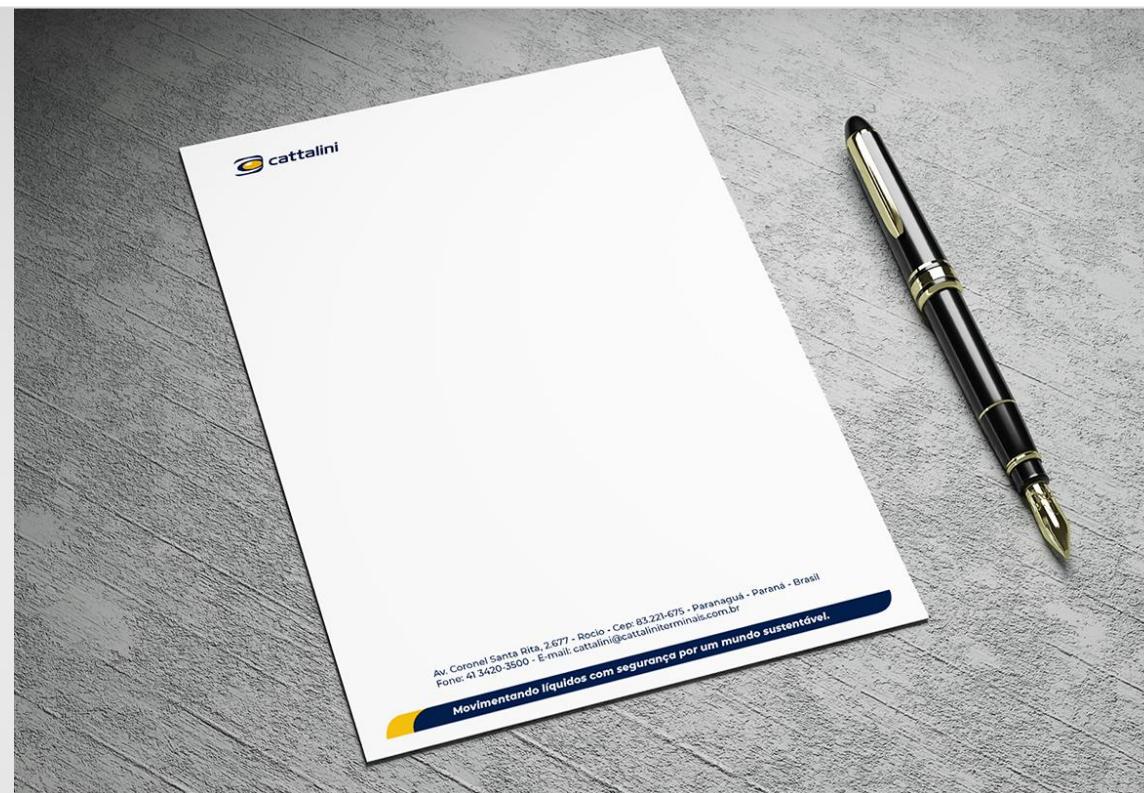 cattalini
Av. Coronel Santa Rita, 2.677 - Rocio - Cep: 83.221-675 - Paranaguá - Paraná - Brasil
Fone: 41 3420-3500 - E-mail: cattalini@cattaliniterminais.com.br
Movimentando líquidos com segurança por um mundo sustentável.